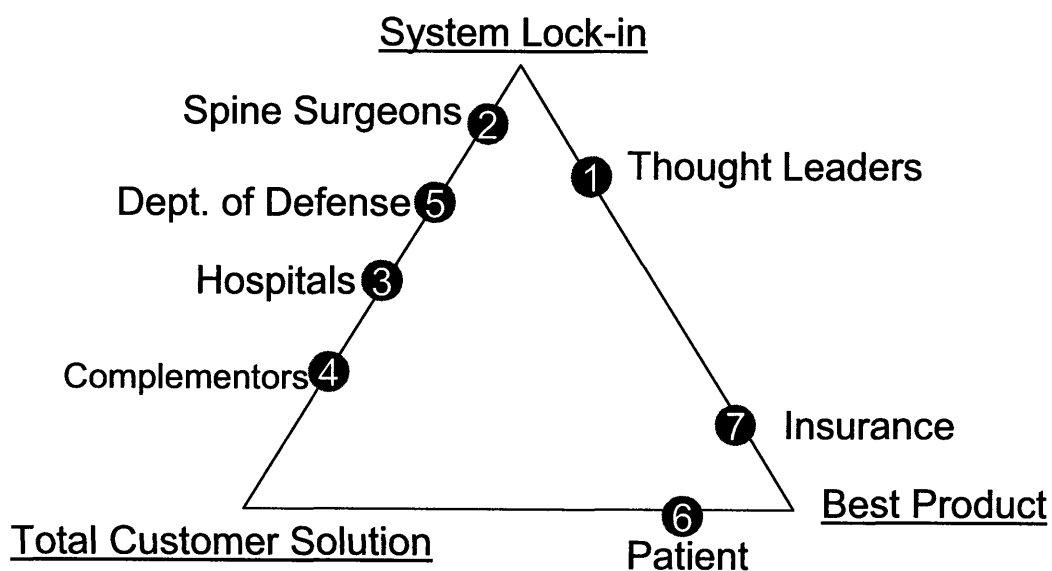 System Lock-in
Spine Surgeons 2
1 Thought Leaders
Dept. of Defense 5
Hospitals 3
Complementors 4
7 Insurance
Best Product
6
Total Customer Solution
Patient